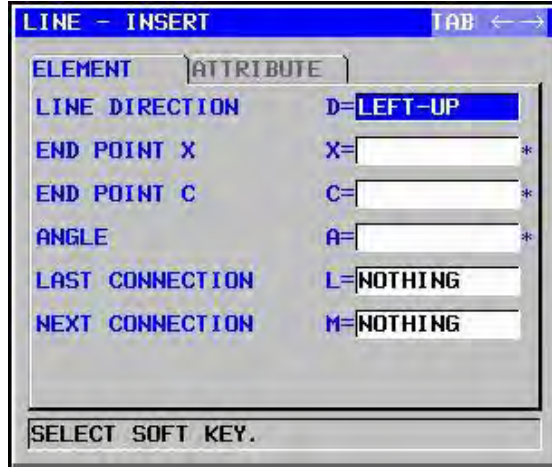 LINE - INSERT TAB ←→
ELEMENT ATTRIBUTE
LINE DIRECTION D=LEFT-UP
END POINT X X= *
END POINT C C= *
ANGLE A= *
LAST CONNECTION L=NOTHING
NEXT CONNECTION M=NOTHING
SELECT SOFT KEY.